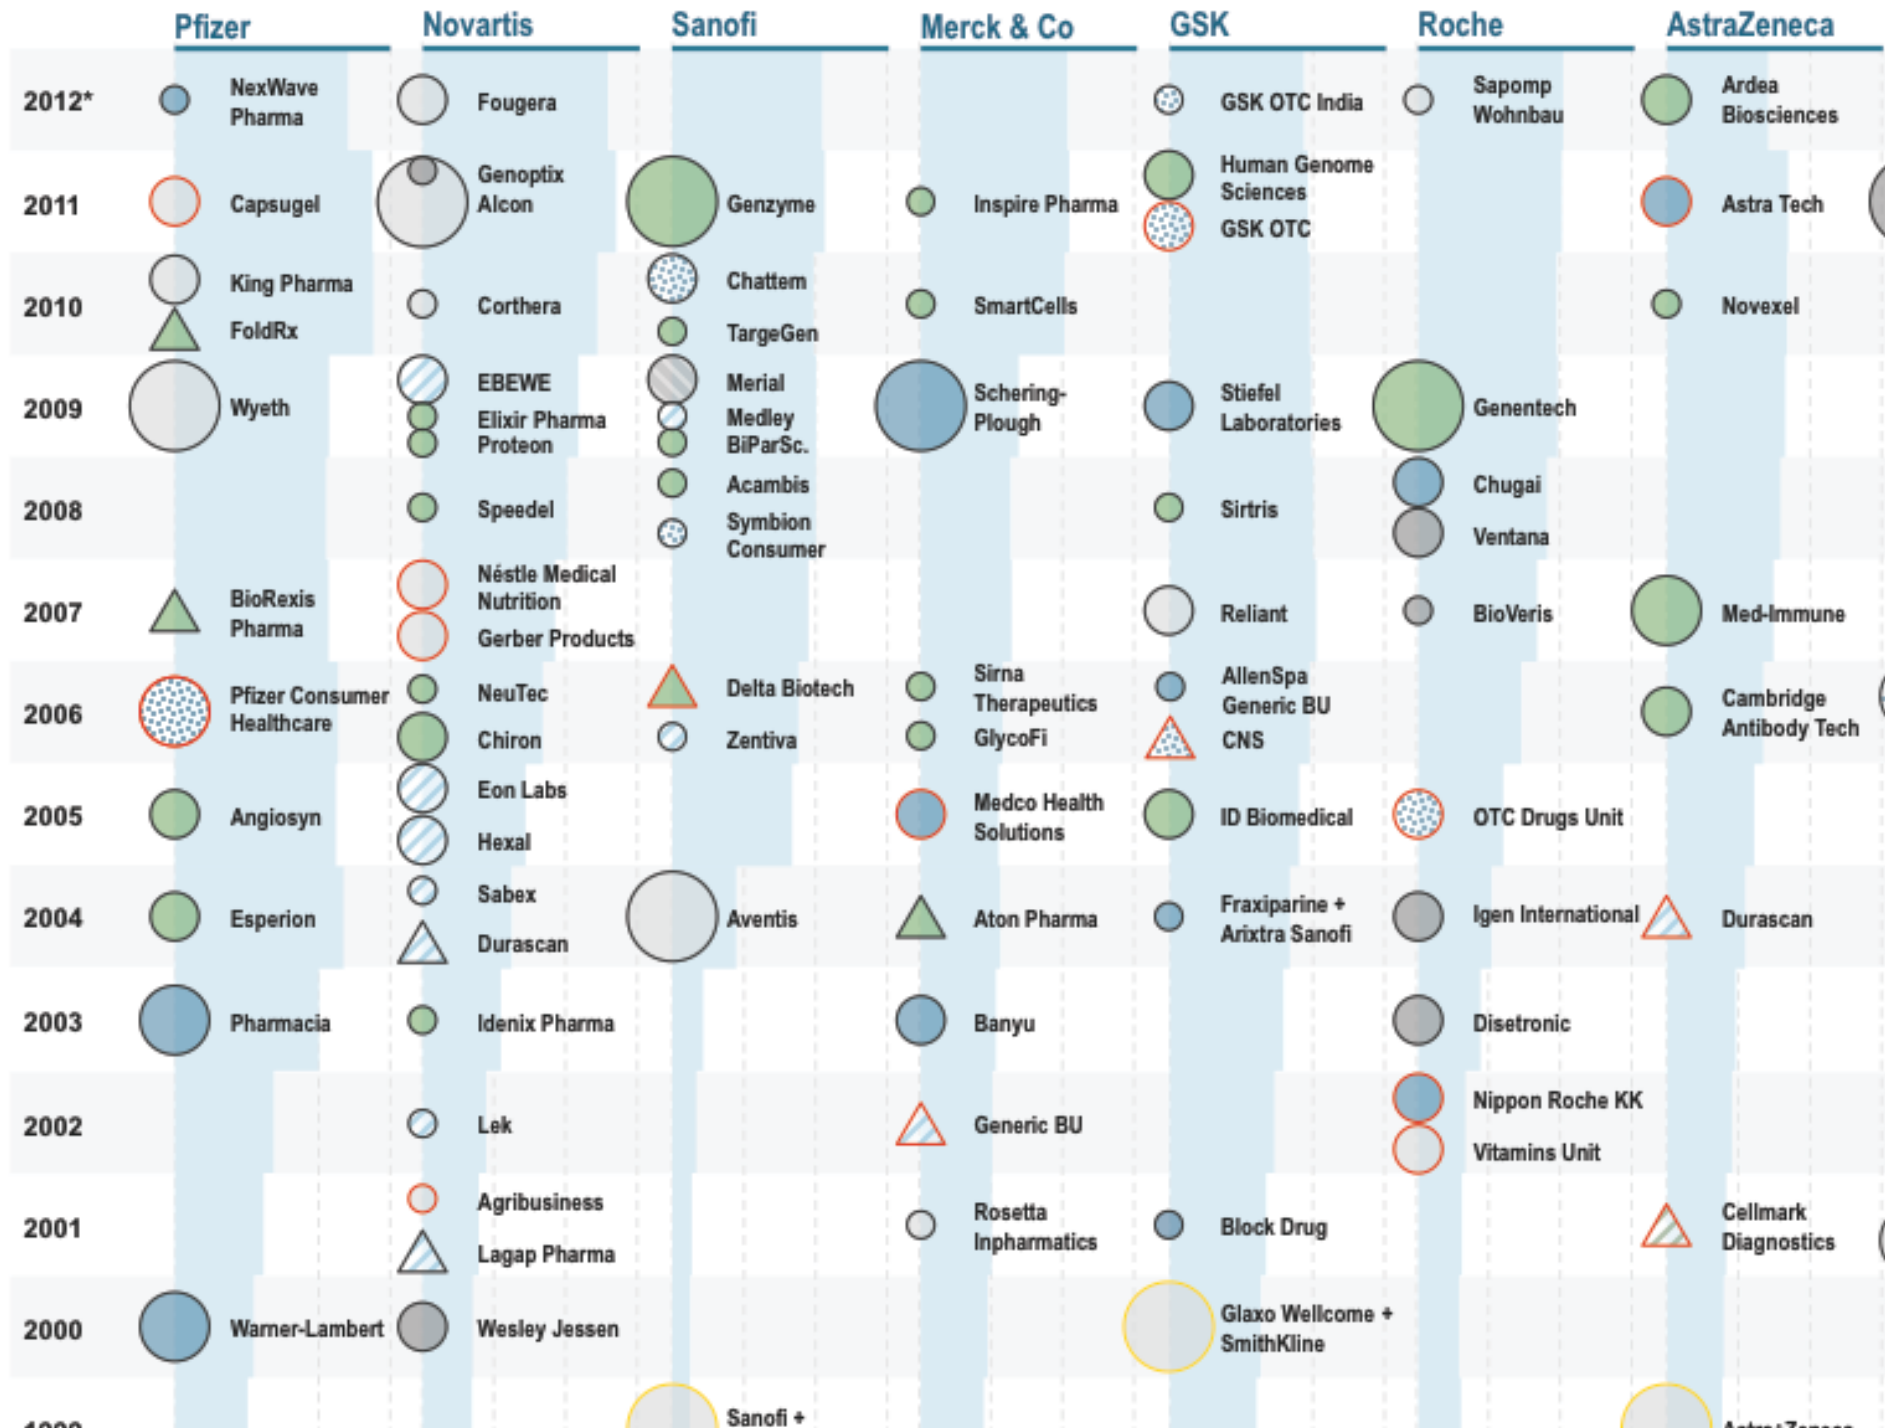 Pfizer
Novartis
Sanofi
Merck & Co
GSK
Roche
AstraZeneca
2012*
NexWave
Pharma
Fougera
GSK OTC India
Sapomp
Wohnbau
Ardea
Biosciences
2011
Capsugel
Genoptix
Alcon
Genzyme
Inspire Pharma
Human Genome
Sciences
GSK OTC
Astra Tech
2010
King Pharma
FoldRx
Corthera
Chattem
TargeGen
SmartCells
Novexel
2009
Wyeth
EBEWE
Elixir Pharma
Proteon
Merial
Medley
BiParSc.
Schering-
Plough
Stiefel
Laboratories
Genentech
2008
Speedel
Acambis
Symbion
Consumer
Sirtris
Chugai
Ventana
2007
BioRexis
Pharma
Néstle Medical
Nutrition
Gerber Products
Reliant
BioVeris
Med-Immune
2006
Pfizer Consumer
Healthcare
NeuTec
Chiron
Delta Biotech
Zentiva
Sirna
Therapeutics
GlycoFi
AllenSpa
Generic BU
CNS
Cambridge
Antibody Tech
2005
Angiosyn
Eon Labs
Hexal
Medco Health
Solutions
ID Biomedical
OTC Drugs Unit
2004
Esperion
Sabex
Durascan
Aventis
Aton Pharma
Fraxiparine +
Arixtra Sanofi
Igen International
Durascan
2003
Pharmacia
Idenix Pharma
Banyu
Disetronic
2002
Lek
Generic BU
Nippon Roche KK
Vitamins Unit
2001
Agribusiness
Lagap Pharma
Rosetta
Inpharmatics
Block Drug
Cellmark
Diagnostics
2000
Warner-Lambert
Wesley Jessen
Glaxo Wellcome +
SmithKline
Sanofi +